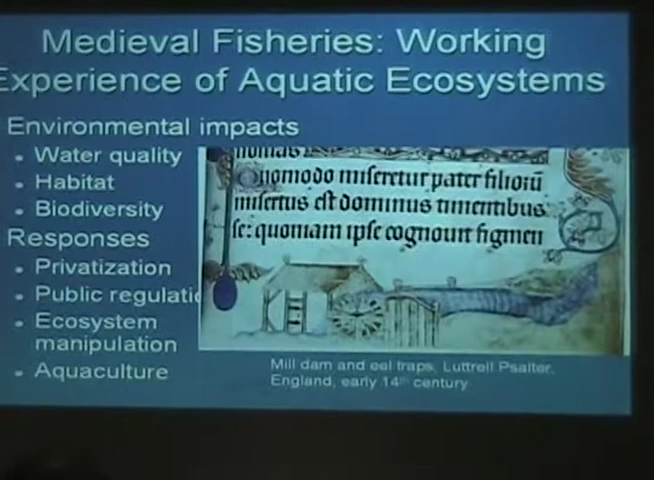 Medieval Fisheries: Working
Experience of Aquatic Ecosystems
Environmental impacts
• Water quality
• Habitat
• Biodiversity
Responses
• Privatization
• Public regulatio
• Ecosystem
manipulation
• Aquaculture
Quomodo miseretur pater filiorū
misertus est dominus timentibus
se: quoniam ipse cognouit figmen
Mill dam and eel traps, Luttrell Psalter,
England, early 14th century